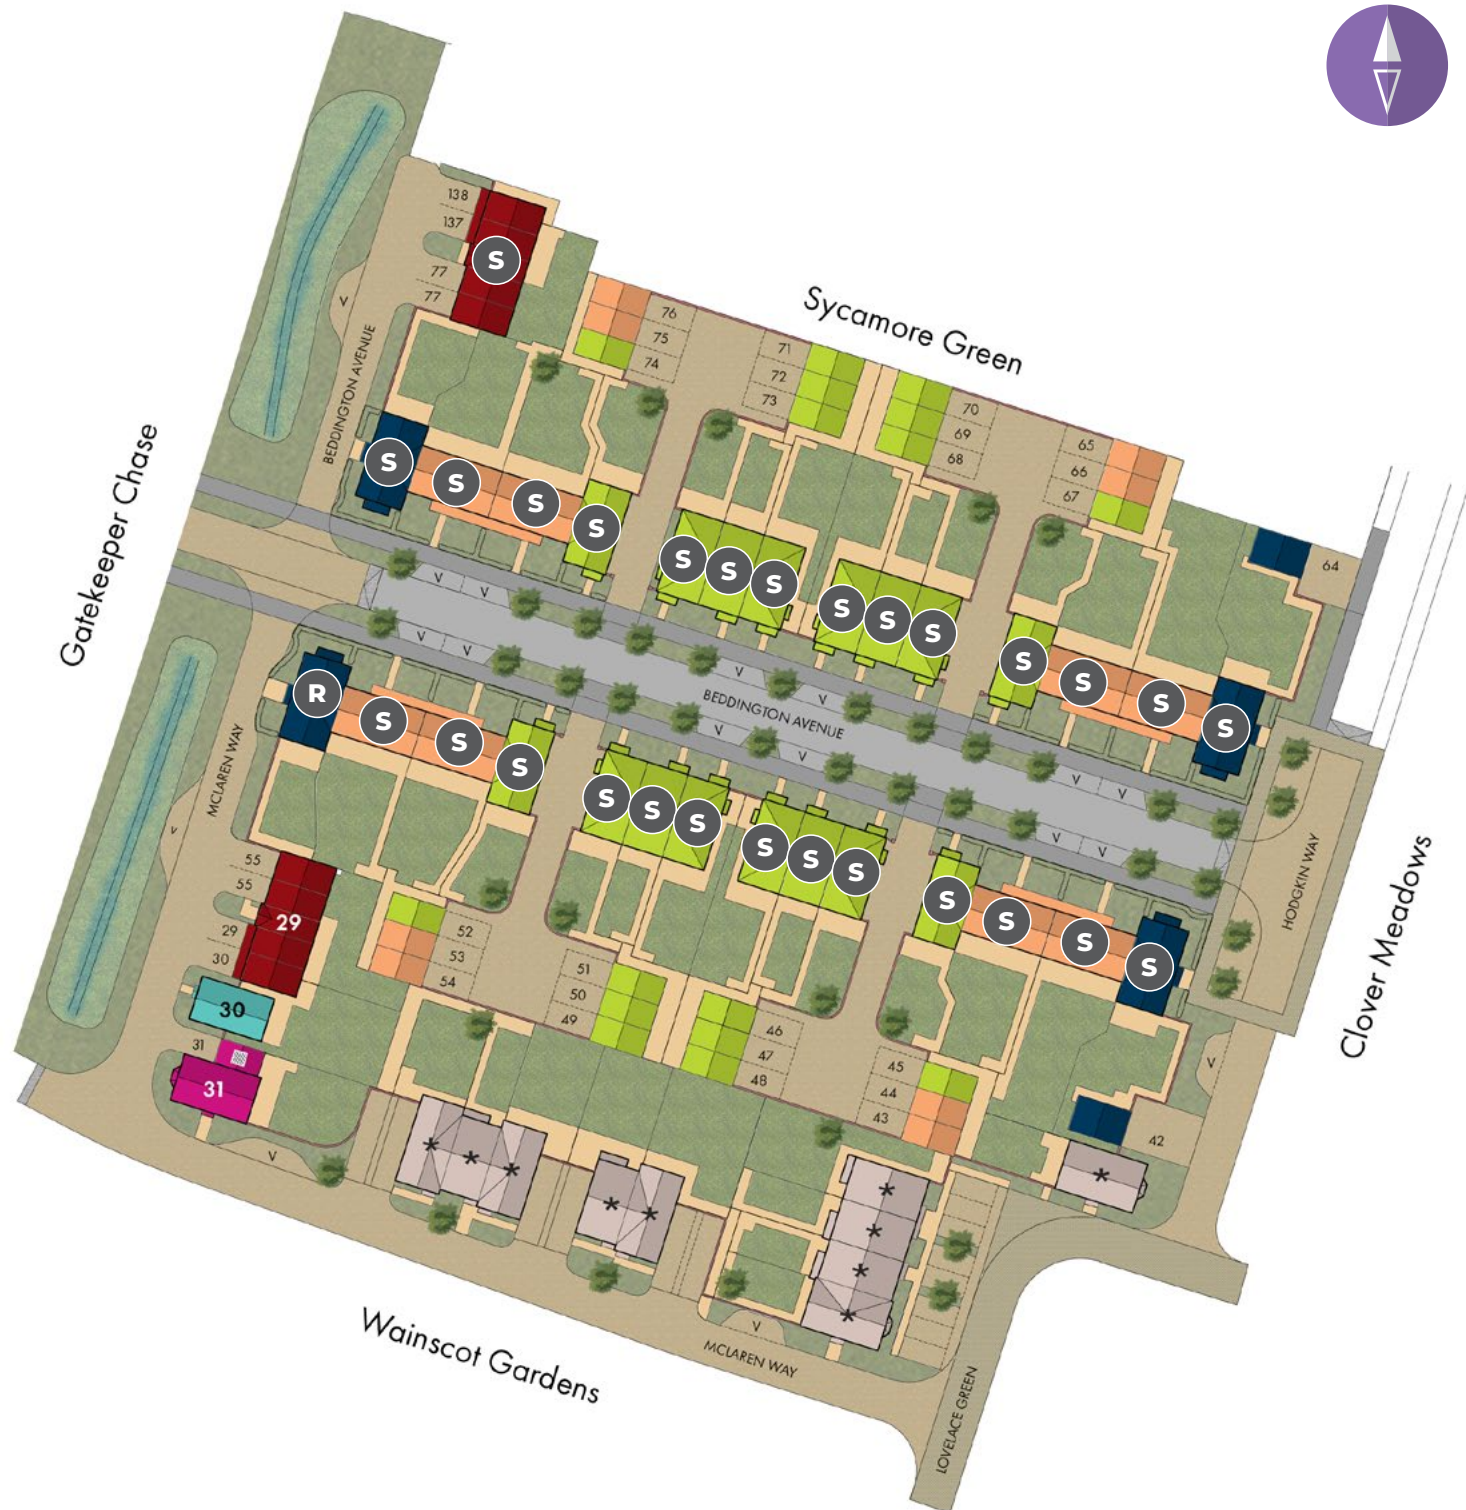 138
137
S
77
77
V
BEDDINGTON AVENUE
Sycamore Green
76
75
74
71
72
73
70
69
68
65
66
67
64
Gatekeeper Chase
S
S
S
S
S
S
S
S
S
S
S
S
S
S
V
V
V
V
V
V
BEDDINGTON AVENUE
V
V
V
V
V
V
R
S
S
S
S
S
S
S
S
S
S
S
S
S
MCLAREN WAY
V
HODGKIN WAY
Clover Meadows
55
55
29
29
30
30
31
31
52
53
54
51
50
49
46
47
48
45
44
43
42
V
V
*
*
*
*
*
*
*
*
*
*
V
Wainscot Gardens
MCLAREN WAY
LOVELACE GREEN